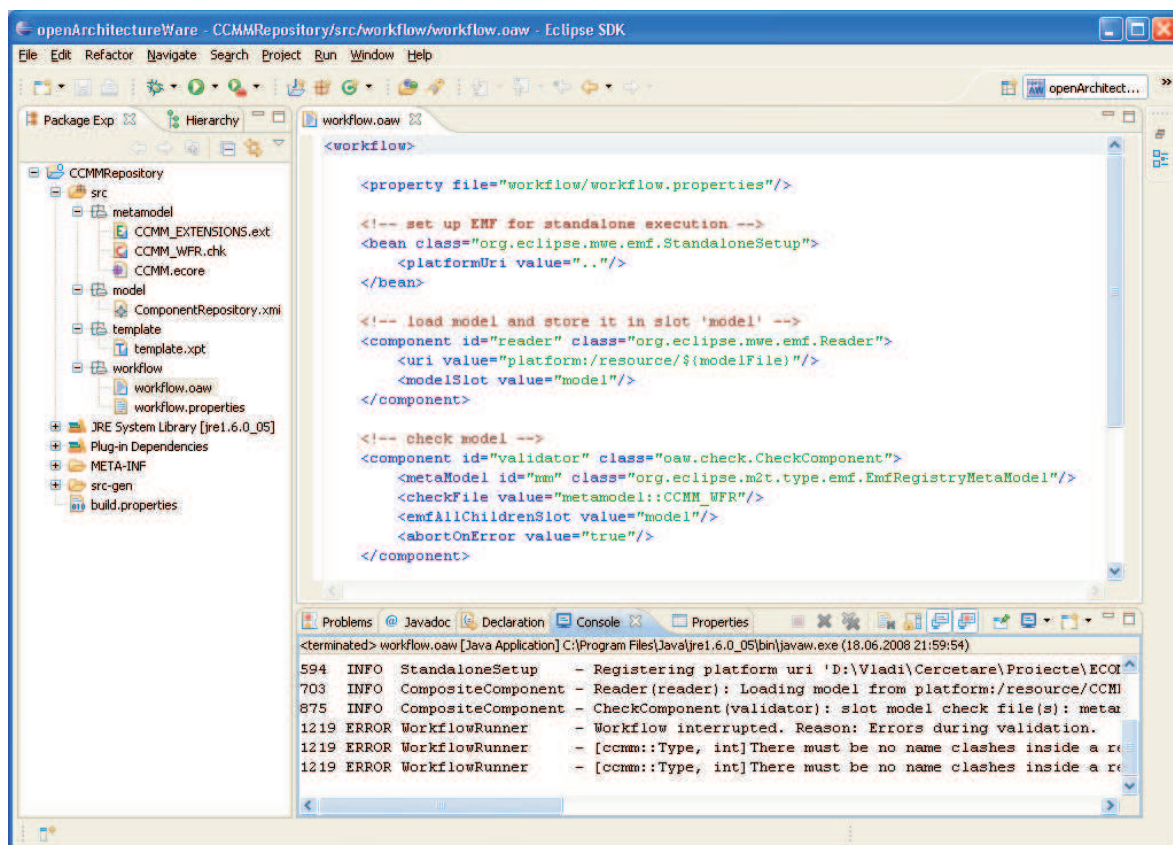 openArchitectureWare - CCMMRepository/src/workflow/workflow.oaw - Eclipse SDK
File Edit Refactor Navigate Search Project Run Window Help
openArchitect...
Package Exp
Hierarchy
CCMMRepository
src
metamodel
CCMM_EXTENSIONS.ext
CCMM_WFR.chk
CCMM.ecore
model
ComponentRepository.xmi
template
template.xpt
workflow
workflow.oaw
workflow.properties
JRE System Library [jre1.6.0_05]
Plug-in Dependencies
META-INF
src-gen
build.properties
workflow.oaw
<workflow>
<property file="workflow/workflow.properties"/>
<!-- set up EMF for standalone execution -->
<bean class="org.eclipse.mwe.emf.StandaloneSetup">
<platformUri value=".."/>
</bean>
<!-- load model and store it in slot 'model' -->
<component id="reader" class="org.eclipse.mwe.emf.Reader">
<uri value="platform:/resource/${modelFile}"/>
<modelSlot value="model"/>
</component>
<!-- check model -->
<component id="validator" class="oaw.check.CheckComponent">
<metaModel id="mm" class="org.eclipse.m2t.type.emf.EmfRegistryMetaModel"/>
<checkFile value="metamodel::CCMM_WFR"/>
<emfAllChildrenSlot value="model"/>
<abortOnError value="true"/>
</component>
Problems @ Javadoc Declaration Console Properties
<terminated> workflow.oaw [Java Application] C:\Program Files\Java\jre1.6.0_05\bin\javaw.exe (18.06.2008 21:59:54)
594 INFO StandaloneSetup - Registering platform uri 'D:\Vladi\Cercetare\Proiecte\ECO
703 INFO CompositeComponent - Reader(reader): Loading model from platform:/resource/CCM
875 INFO CompositeComponent - CheckComponent(validator): slot model check file(s): metar
1219 ERROR WorkflowRunner - Workflow interrupted. Reason: Errors during validation.
1219 ERROR WorkflowRunner - [ccmm::Type, int]There must be no name clashes inside a re
1219 ERROR WorkflowRunner - [ccmm::Type, int]There must be no name clashes inside a re